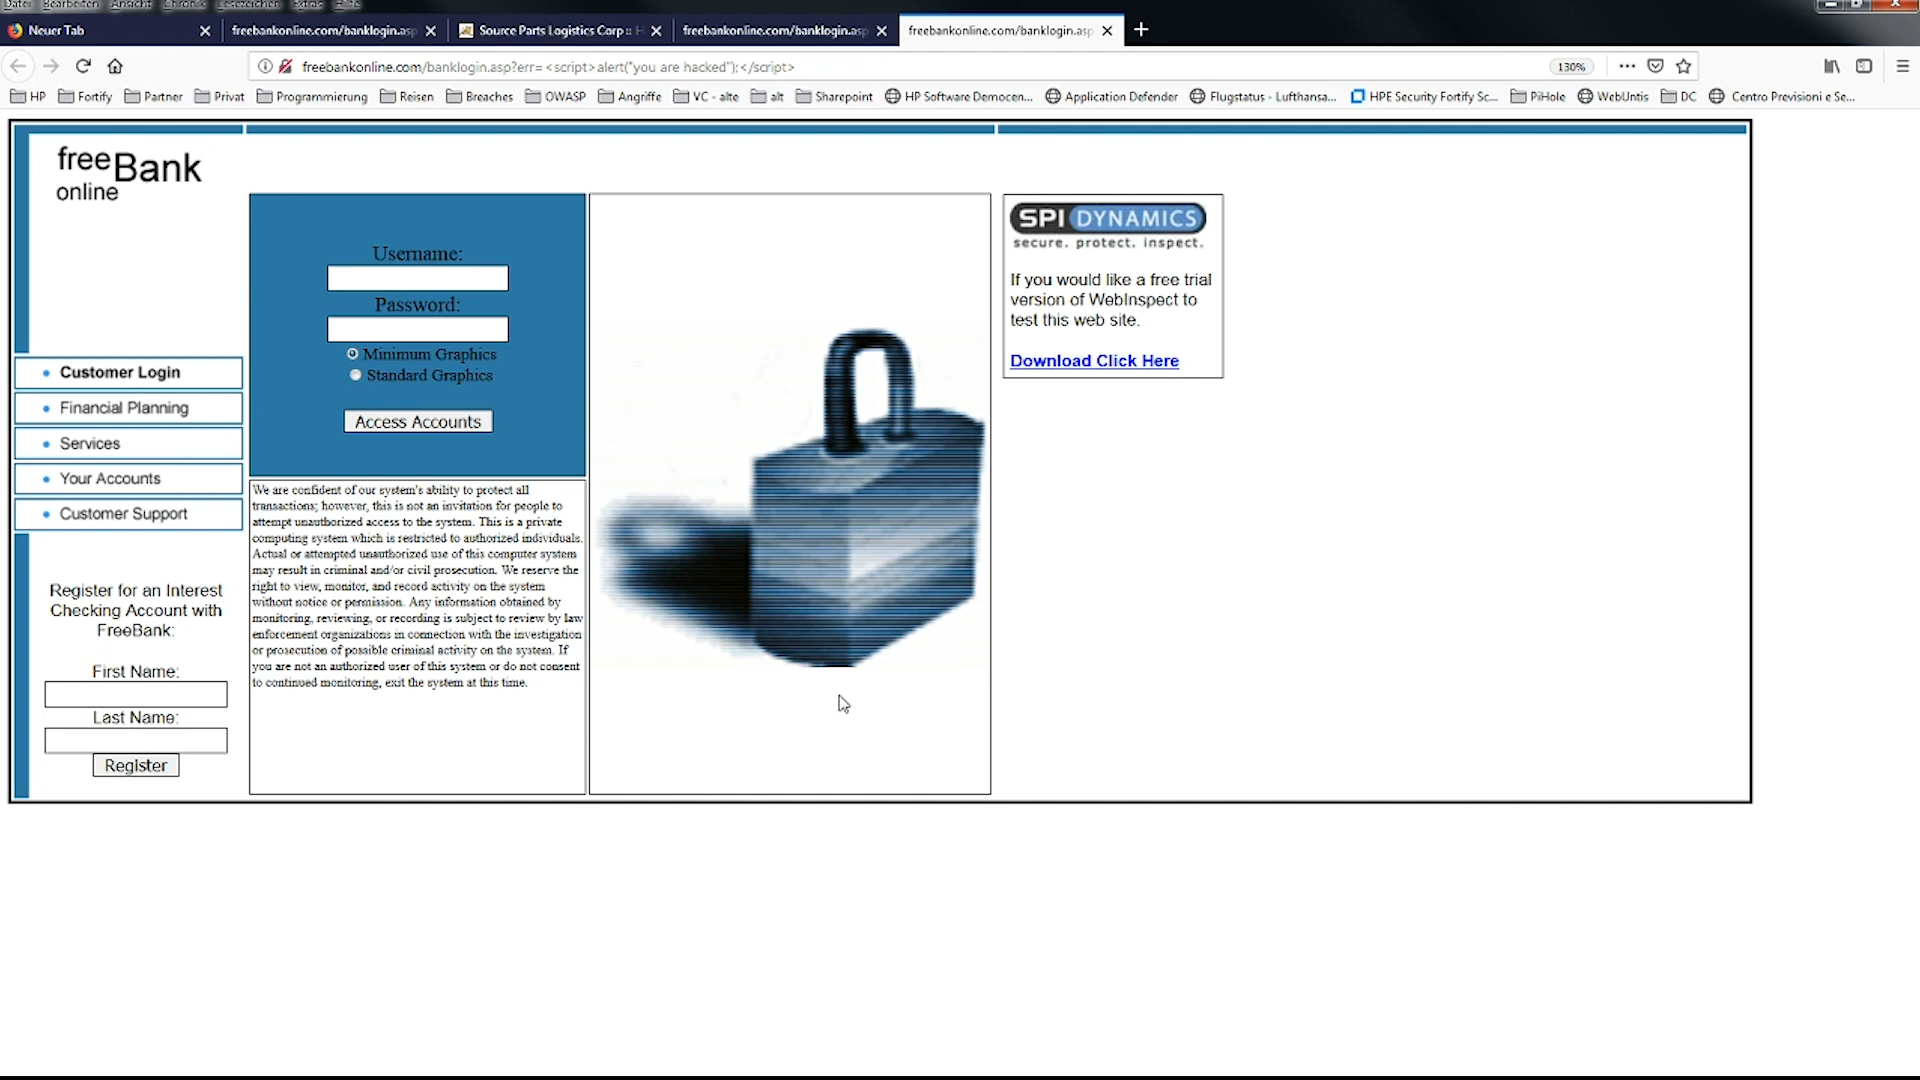 Datei Bearbeiten Ansicht Chronik Lesezeichen Extras Hilfe
Neuer Tab
freebankonline.com/banklogin.asp
Source Parts Logistics Corp :: H
freebankonline.com/banklogin.asp
freebankonline.com/banklogin.asp
freebankonline.com/banklogin.asp?err=<script>alert("you are hacked");</script>
130%
HP
Fortify
Partner
Privat
Programmierung
Reisen
Breaches
OWASP
Angriffe
VC - alte
alt
Sharepoint
HP Software Democen...
Application Defender
Flugstatus - Lufthansa...
HPE Security Fortify Sc...
PiHole
WebUntis
DC
Centro Previsioni e Se...
free Bank
online
Customer Login
Financial Planning
Services
Your Accounts
Customer Support
Register for an Interest
Checking Account with
FreeBank:
First Name:
Last Name:
Register
Username:
Password:
Minimum Graphics
Standard Graphics
Access Accounts
We are confident of our system's ability to protect all
transactions; however, this is not an invitation for people to
attempt unauthorized access to the system. This is a private
computing system which is restricted to authorized individuals.
Actual or attempted unauthorized use of this computer system
may result in criminal and/or civil prosecution. We reserve the
right to view, monitor, and record activity on the system
without notice or permission. Any information obtained by
monitoring, reviewing, or recording is subject to review by law
enforcement organizations in connection with the investigation
or prosecution of possible criminal activity on the system. If
you are not an authorized user of this system or do not consent
to continued monitoring, exit the system at this time.
SPI DYNAMICS
secure. protect. inspect.
If you would like a free trial
version of WebInspect to
test this web site.
Download Click Here